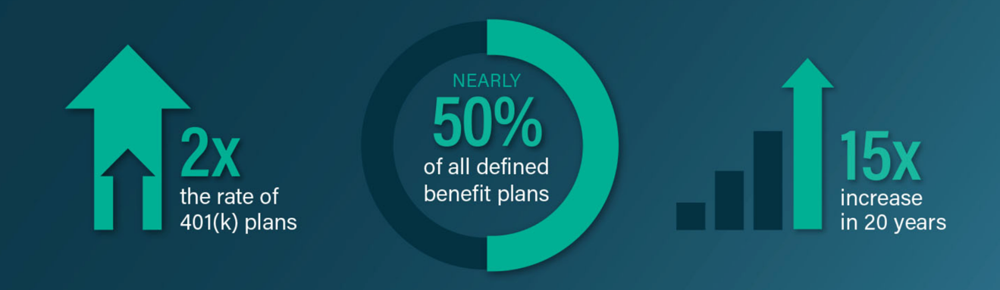 2x
the rate of
401(k) plans
NEARLY
50%
of all defined
benefit plans
15x
increase
in 20 years